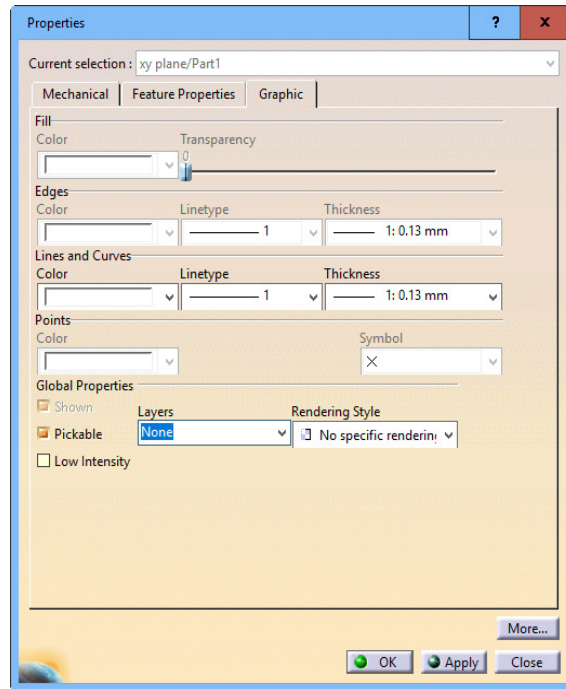 Properties ? x
Current selection : xy plane/Part1
Mechanical Feature Properties Graphic
Fill
Color Transparency
0
Edges
Color Linetype Thickness
1 1: 0.13 mm
Lines and Curves
Color Linetype Thickness
1 1: 0.13 mm
Points
Color Symbol
Global Properties
Shown Layers Rendering Style
Pickable None No specific rendering
Low Intensity
More...
OK Apply Close